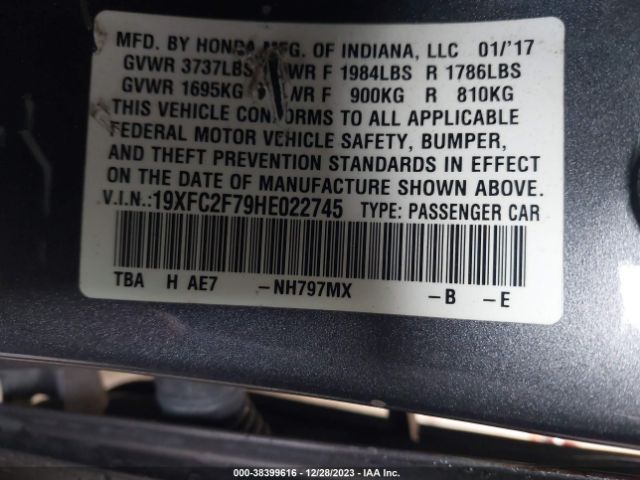 MFD. BY HONDA MFG. OF INDIANA, LLC 01/'17
GVWR 3737LBS WR F 1984LBS R 1786LBS
GVWR 1695KG WR F 900KG R 810KG
THIS VEHICLE CONFORMS TO ALL APPLICABLE
FEDERAL MOTOR VEHICLE SAFETY, BUMPER,
AND THEFT PREVENTION STANDARDS IN EFFECT
ON THE DATE OF MANUFACTURE SHOWN ABOVE.
V.I.N.:19XFC2F79HE022745 TYPE: PASSENGER CAR
TBA H AE7 –NH797MX –B –E
000-38399616 – 12/28/2023 – IAA Inc.